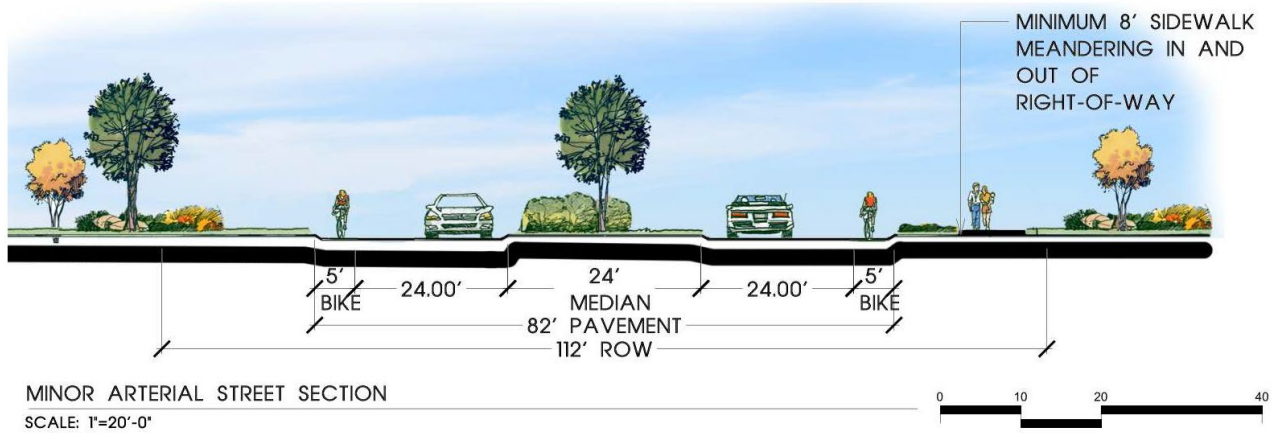 MINIMUM 8' SIDEWALK
MEANDERING IN AND
OUT OF
RIGHT-OF-WAY
5'
BIKE
24.00'
24'
MEDIAN
24.00'
5'
BIKE
82' PAVEMENT
112' ROW
MINOR ARTERIAL STREET SECTION
SCALE: 1"=20'-0"
0 10 20 40